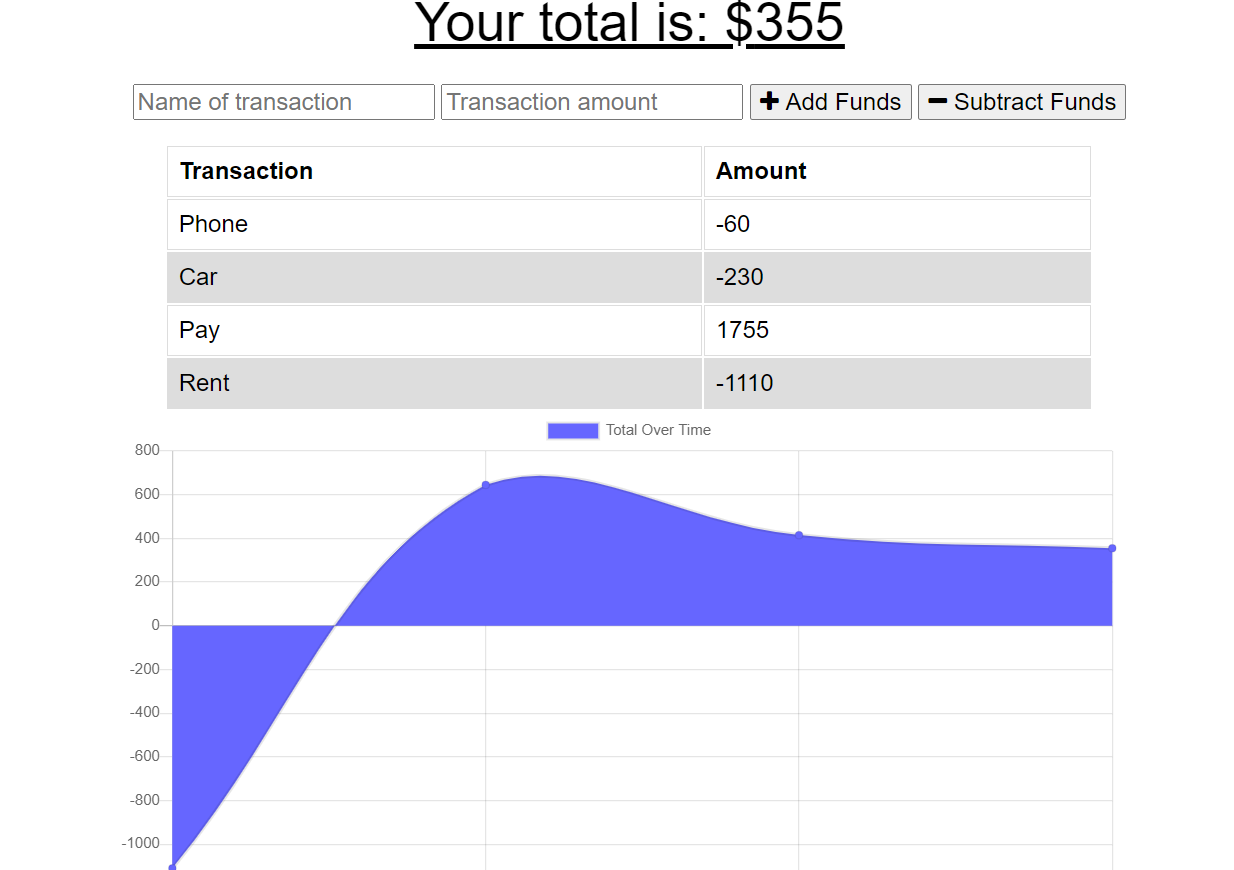 Your total is: $355
Name of transaction Transaction amount Add Funds Subtract Funds
Transaction Amount
Phone -60
Car -230
Pay 1755
Rent -1110
Total Over Time
800
600
400
200
0
-200
-400
-600
-800
-1000